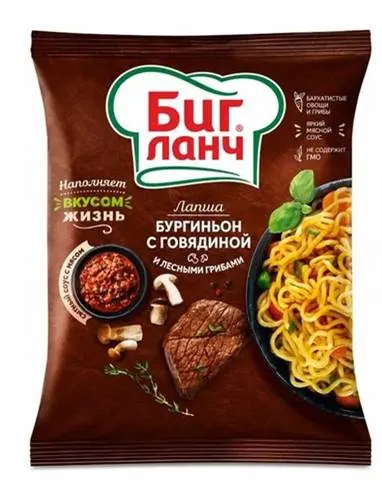 БИГ®
ЛАНЧ
Наполняет
ВКУСОМ
ЖИЗНЬ
Лапша
БУРГИНЬОН
С ГОВЯДИНОЙ
И ЛЕСНЫМИ ГРИБАМИ
БАРХАТИСТЫЕ
ОВОЩИ
И ГРИБЫ
ЯРКИЙ
МЯСНОЙ
СОУС
НЕ СОДЕРЖИТ
ГМО
СЫТНЫЙ СОУС С МЯСОМ